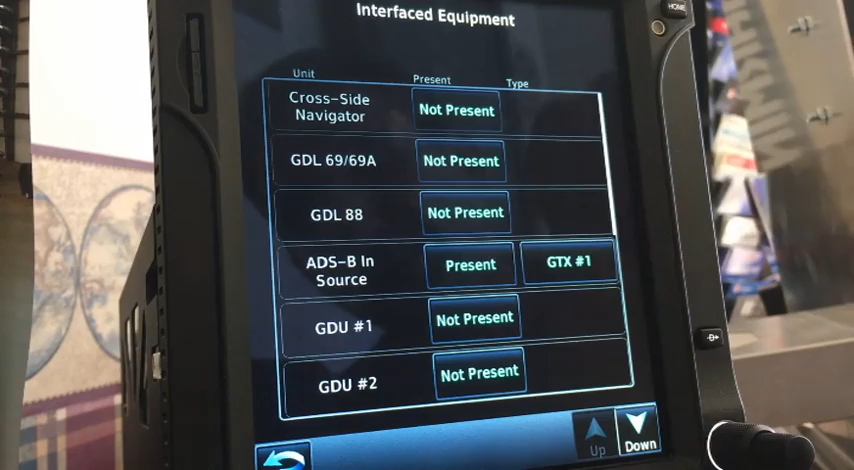 HOME
Interfaced Equipment
Unit Present Type
Cross-Side
Navigator
Not Present
GDL 69/69A Not Present
GDL 88 Not Present
ADS-B In
Source
Present GTX #1
GDU #1 Not Present
GDU #2 Not Present
Up Down